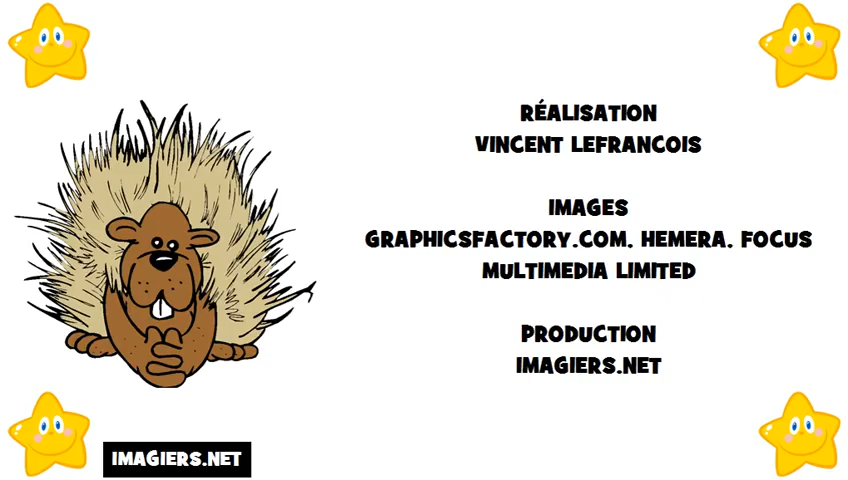 RÉALISATION
VINCENT LEFRANCOIS
IMAGES
GRAPHICSFACTORY.COM, HEMERA, FOCUS
MULTIMEDIA LIMITED
PRODUCTION
IMAGIERS.NET
IMAGIERS.NET